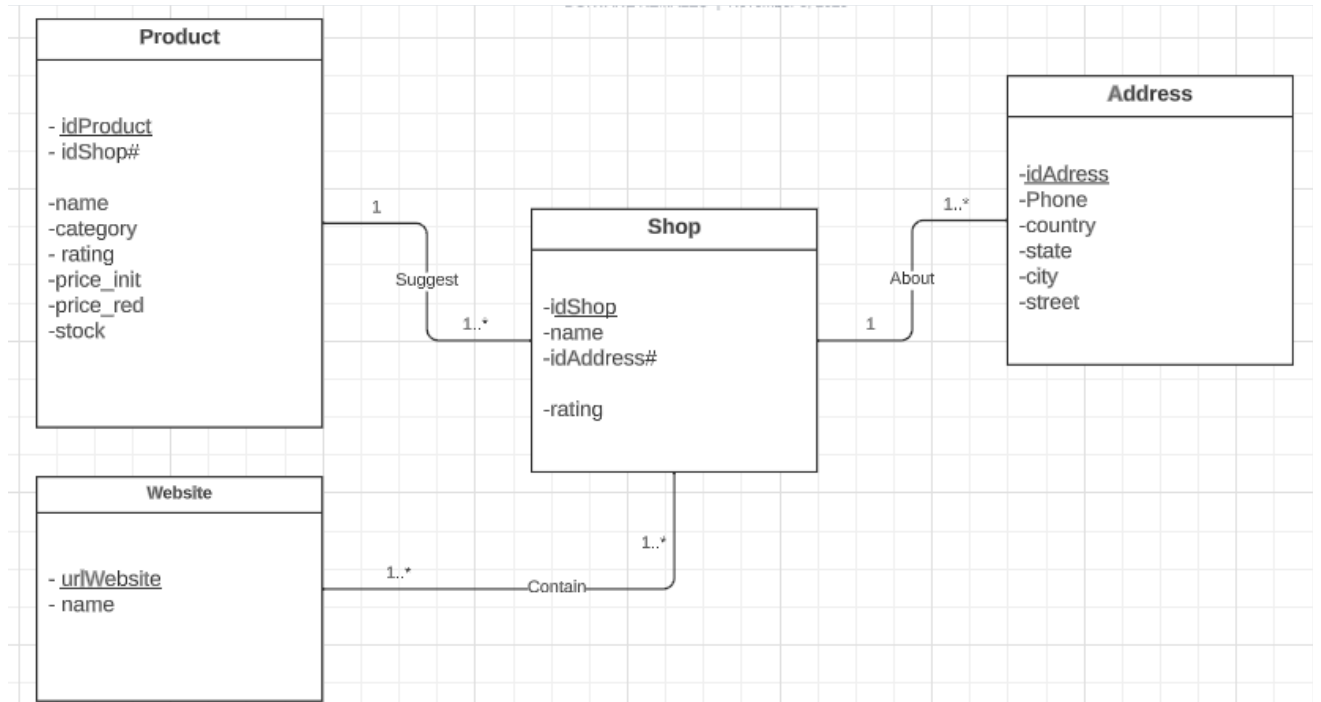 Product
- idProduct
- idShop#
-name
-category
- rating
-price_init
-price_red
-stock
1
Suggest
1..*
Shop
-idShop
-name
-idAddress#
-rating
1..*
About
1
Address
-idAdress
-Phone
-country
-state
-city
-street
Website
- urlWebsite
- name
1..*
Contain
1..*